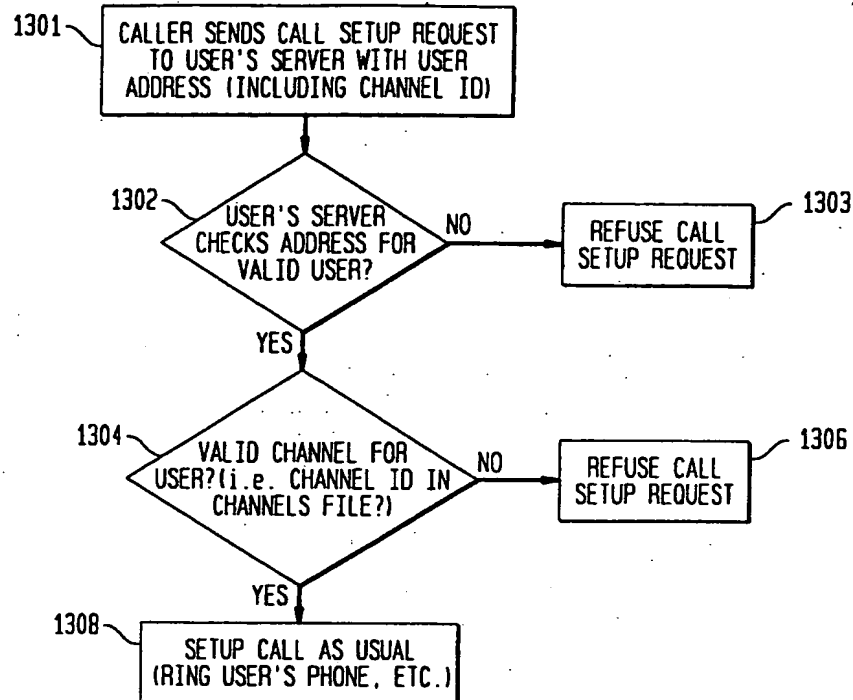 1301
CALLER SENDS CALL SETUP REQUEST
TO USER'S SERVER WITH USER
ADDRESS (INCLUDING CHANNEL ID)
1302
USER'S SERVER
CHECKS ADDRESS FOR
VALID USER?
NO
1303
REFUSE CALL
SETUP REQUEST
YES
1304
VALID CHANNEL FOR
USER?(i.e. CHANNEL ID IN
CHANNELS FILE?)
NO
1306
REFUSE CALL
SETUP REQUEST
YES
1308
SETUP CALL AS USUAL
(RING USER'S PHONE, ETC.)